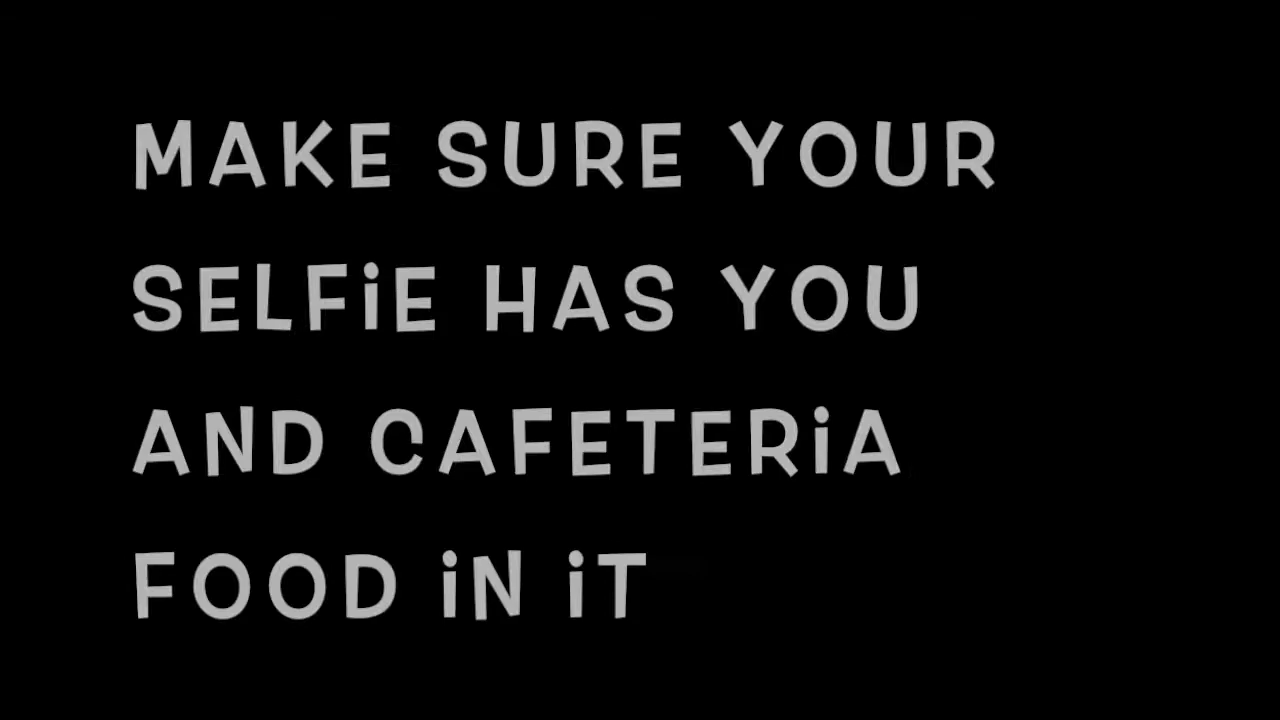 MAKE SURE YOUR
SELFiE HAS YOU
AND CAFETERiA
FOOD iN iT